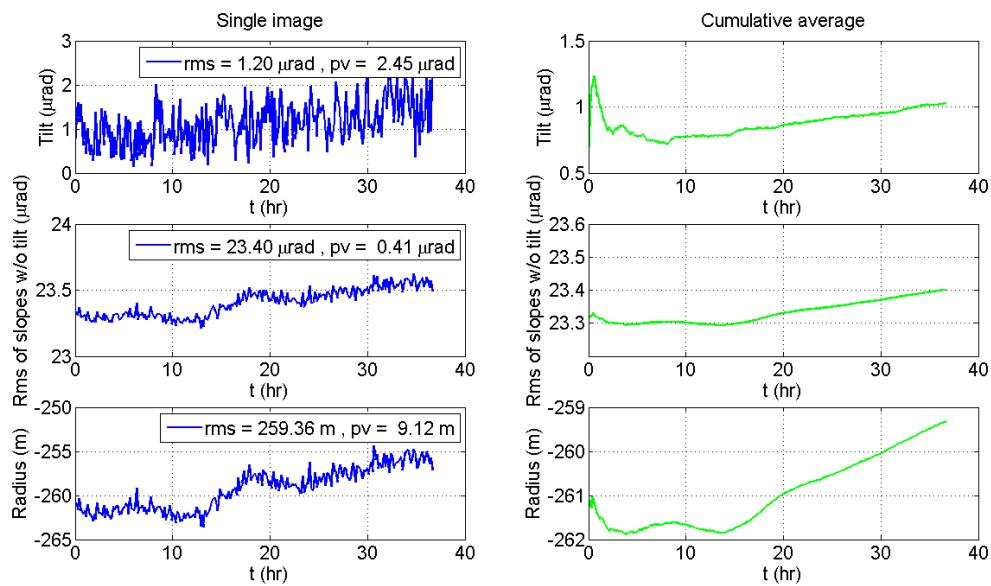 Single image
Cumulative average
3
2
1
0
Tilt (μrad)
rms = 1.20 μrad , pv = 2.45 μrad
0 10 20 30 40
t (hr)
1.5
1
0.5
Tilt (μrad)
0 10 20 30 40
t (hr)
24
23.5
23
Rms of slopes w/o tilt (μrad)
rms = 23.40 μrad , pv = 0.41 μrad
0 10 20 30 40
t (hr)
23.6
23.5
23.4
23.3
Rms of slopes w/o tilt (μrad)
0 10 20 30 40
t (hr)
-250
-255
-260
-265
Radius (m)
rms = 259.36 m , pv = 9.12 m
0 10 20 30 40
t (hr)
-259
-260
-261
-262
Radius (m)
0 10 20 30 40
t (hr)